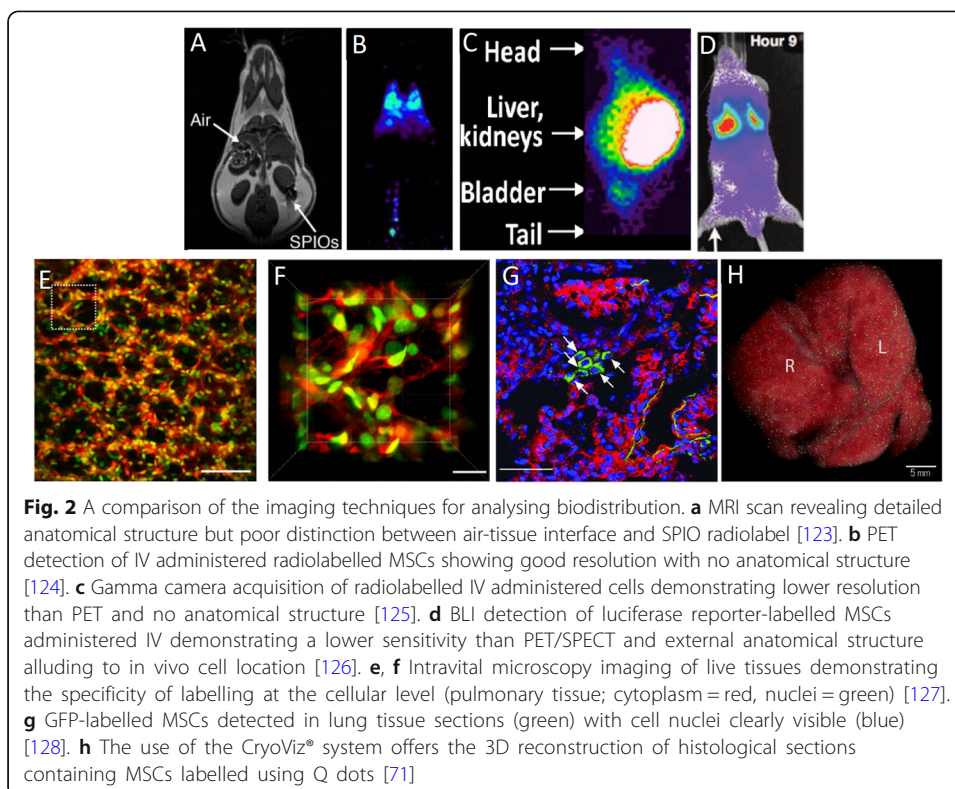 A
B
C
D
Hour 9
Air
SPIOs
Head
Liver,
kidneys
Bladder
Tail
E
F
G
H
R
L
5 mm
Fig. 2 A comparison of the imaging techniques for analysing biodistribution. a MRI scan revealing detailed
anatomical structure but poor distinction between air-tissue interface and SPIO radiolabel [123]. b PET
detection of IV administered radiolabelled MSCs showing good resolution with no anatomical structure
[124]. c Gamma camera acquisition of radiolabelled IV administered cells demonstrating lower resolution
than PET and no anatomical structure [125]. d BLI detection of luciferase reporter-labelled MSCs
administered IV demonstrating a lower sensitivity than PET/SPECT and external anatomical structure
alluding to in vivo cell location [126]. e, f Intravital microscopy imaging of live tissues demonstrating
the specificity of labelling at the cellular level (pulmonary tissue; cytoplasm = red, nuclei = green) [127].
g GFP-labelled MSCs detected in lung tissue sections (green) with cell nuclei clearly visible (blue)
[128]. h The use of the CryoViz® system offers the 3D reconstruction of histological sections
containing MSCs labelled using Q dots [71]